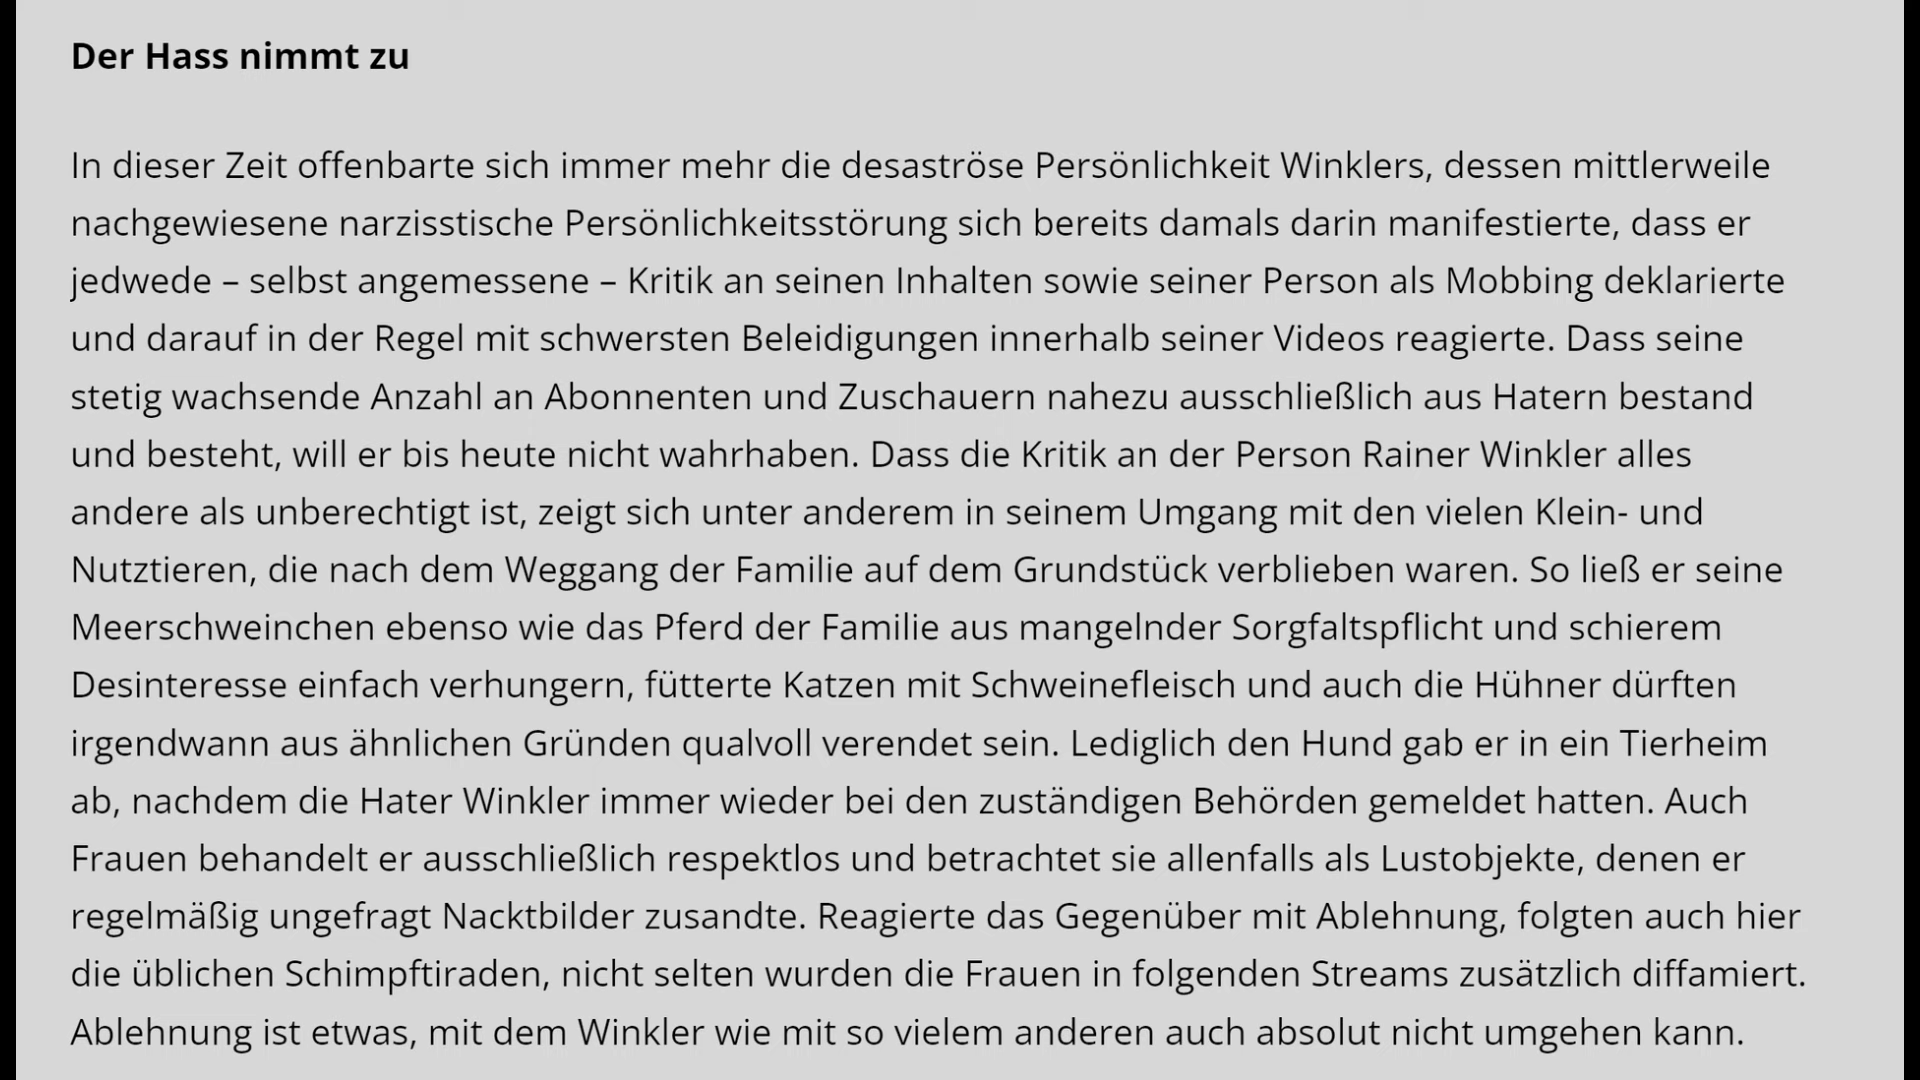 Der Hass nimmt zu
In dieser Zeit offenbarte sich immer mehr die desaströse Persönlichkeit Winklers, dessen mittlerweile
nachgewiesene narzisstische Persönlichkeitsstörung sich bereits damals darin manifestierte, dass er
jedwede – selbst angemessene – Kritik an seinen Inhalten sowie seiner Person als Mobbing deklarierte
und darauf in der Regel mit schwersten Beleidigungen innerhalb seiner Videos reagierte. Dass seine
stetig wachsende Anzahl an Abonnenten und Zuschauern nahezu ausschließlich aus Hatern bestand
und besteht, will er bis heute nicht wahrhaben. Dass die Kritik an der Person Rainer Winkler alles
andere als unberechtigt ist, zeigt sich unter anderem in seinem Umgang mit den vielen Klein- und
Nutztieren, die nach dem Weggang der Familie auf dem Grundstück verblieben waren. So ließ er seine
Meerschweinchen ebenso wie das Pferd der Familie aus mangelnder Sorgfaltspflicht und schierem
Desinteresse einfach verhungern, fütterte Katzen mit Schweinefleisch und auch die Hühner dürften
irgendwann aus ähnlichen Gründen qualvoll verendet sein. Lediglich den Hund gab er in ein Tierheim
ab, nachdem die Hater Winkler immer wieder bei den zuständigen Behörden gemeldet hatten. Auch
Frauen behandelt er ausschließlich respektlos und betrachtet sie allenfalls als Lustobjekte, denen er
regelmäßig ungefragt Nacktbilder zusandte. Reagierte das Gegenüber mit Ablehnung, folgten auch hier
die üblichen Schimpftiraden, nicht selten wurden die Frauen in folgenden Streams zusätzlich diffamiert.
Ablehnung ist etwas, mit dem Winkler wie mit so vielem anderen auch absolut nicht umgehen kann.